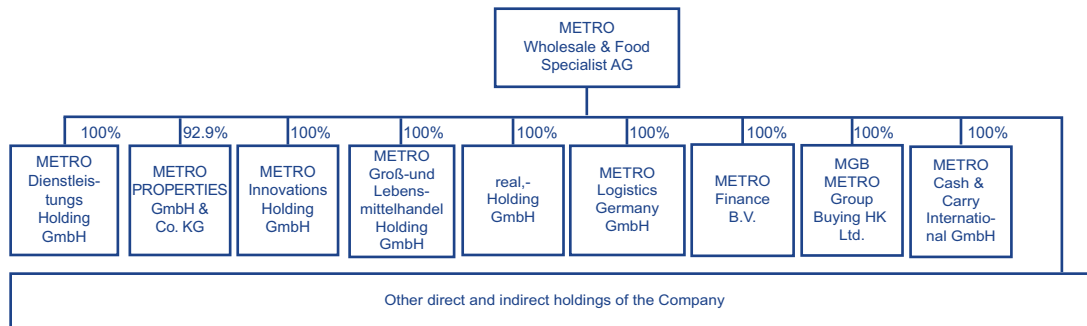 METRO
Wholesale & Food
Specialist AG
100%
92.9%
100%
100%
100%
100%
100%
100%
100%
METRO
Dienstleis-
tungs
Holding
GmbH
METRO
PROPERTIES
GmbH &
Co. KG
METRO
Innovations
Holding
GmbH
METRO
Groß-und
Lebens-
mittelhandel
Holding
GmbH
real,-
Holding
GmbH
METRO
Logistics
Germany
GmbH
METRO
Finance
B.V.
MGB
METRO
Group
Buying HK
Ltd.
METRO
Cash &
Carry
Internatio-
nal GmbH
Other direct and indirect holdings of the Company